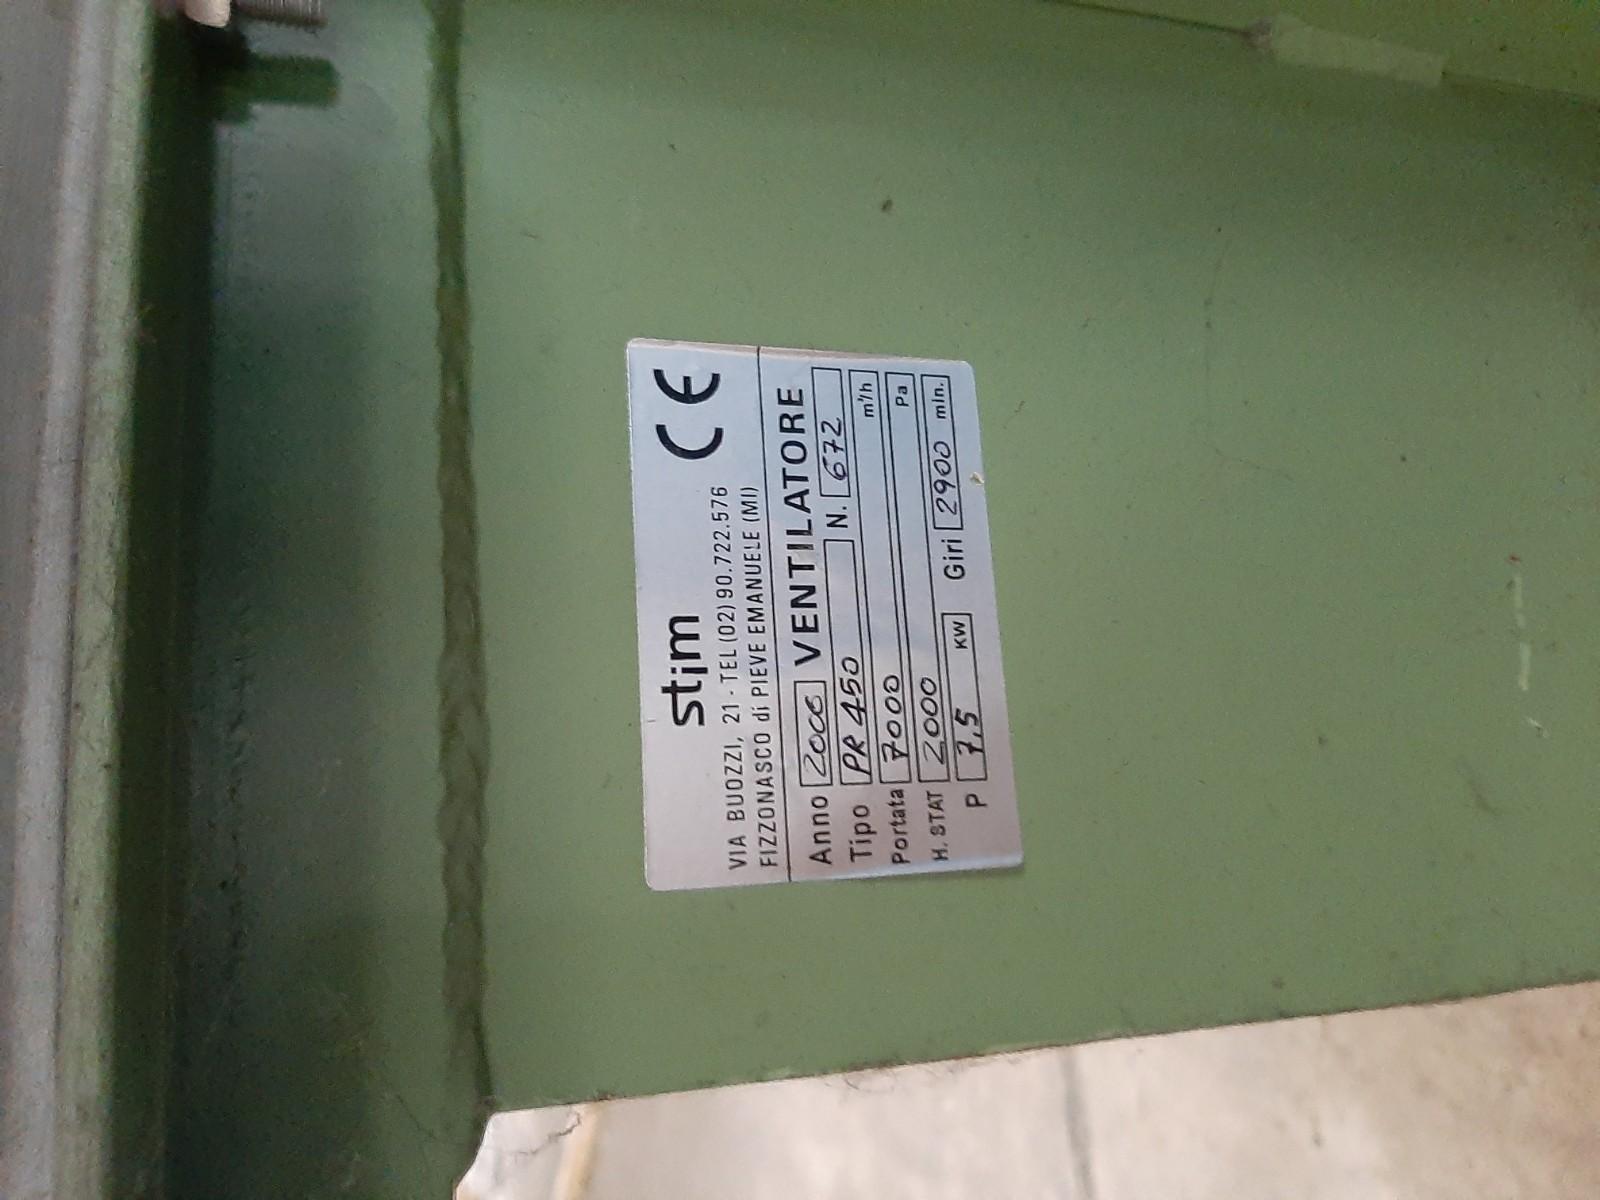 stim CE
VIA BUOZZI, 21 - TEL (02) 90.722.576
FIZZONASCO di PIEVE EMANUELE (MI)
Anno 2006 VENTILATORE
Tipo PR 450 N. 672
Portata 7000 m³/h
H. STAT 2000 Pa
P 7,5 KW Giri 2900 min.